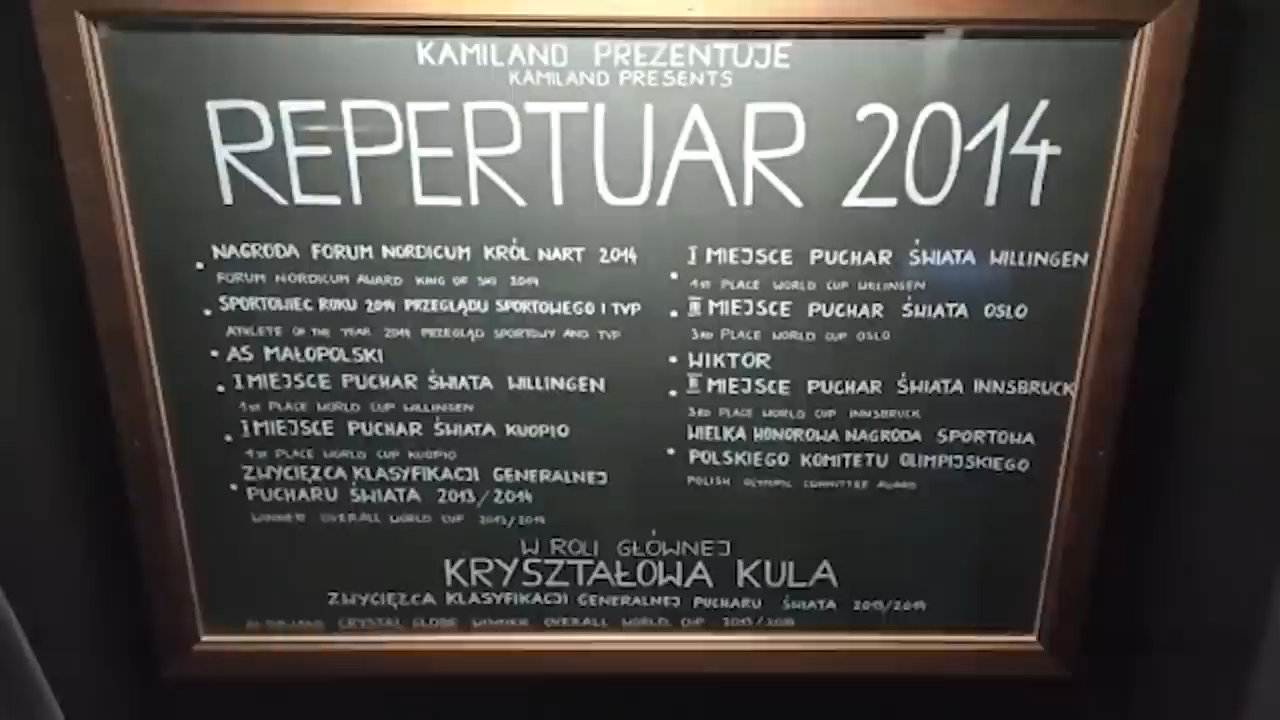 KAMILAND PREZENTUJE
KAMILAND PRESENTS
REPERTUAR 2014
• NAGRODA FORUM NORDICUM KRÓL NART 2014
FORUM NORDICUM AWARD KING OF SKI 2014
• SPORTOWIEC ROKU 2014 PRZEGLĄDU SPORTOWEGO I TVP
ATHLETE OF THE YEAR 2014 PRZEGLĄD SPORTOWY AND TVP
• AS MAŁOPOLSKI
• I MIEJSCE PUCHAR ŚWIATA WILLINGEN
1st PLACE WORLD CUP WILLINGEN
• I MIEJSCE PUCHAR ŚWIATA KUOPIO
1st PLACE WORLD CUP KUOPIO
• ZWYCIĘZCA KLASYFIKACJI GENERALNEJ
PUCHARU ŚWIATA 2013/2014
WINNER OVERALL WORLD CUP 2013/2014
• I MIEJSCE PUCHAR ŚWIATA WILLINGEN
1st PLACE WORLD CUP WILLINGEN
• III MIEJSCE PUCHAR ŚWIATA OSLO
3RD PLACE WORLD CUP OSLO
• WIKTOR
• MIEJSCE PUCHAR ŚWIATA INNSBRUCK
3RD PLACE WORLD CUP INNSBRUCK
• WIELKA HONOROWA NAGRODA SPORTOWA
POLSKIEGO KOMITETU OLIMPIJSKIEGO
POLISH OLYMPIC COMMITTEE AWARD
W ROLI GŁÓWNEJ
KRYSZTAŁOWA KULA
ZWYCIĘZCA KLASYFIKACJI GENERALNEJ PUCHARU ŚWIATA 2013/2014
CRYSTAL GLOBE WINNER OVERALL WORLD CUP 2013/2014